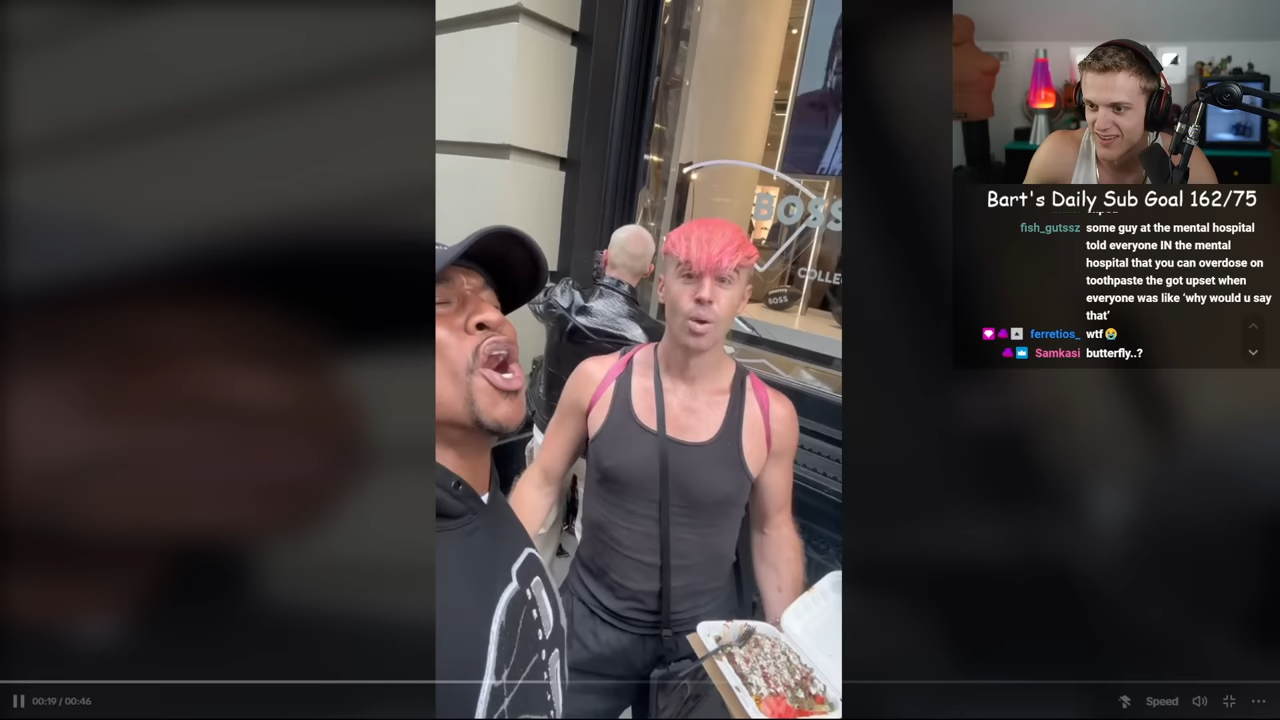 BOSS
COLLE
BOSS
Bart's Daily Sub Goal 162/75
fish_gutssz some guy at the mental hospital
told everyone IN the mental
hospital that you can overdose on
toothpaste the got upset when
everyone was like 'why would u say
that'
ferretios_ wtf😭
Samkasi butterfly..?
00:19 / 00:46
Speed